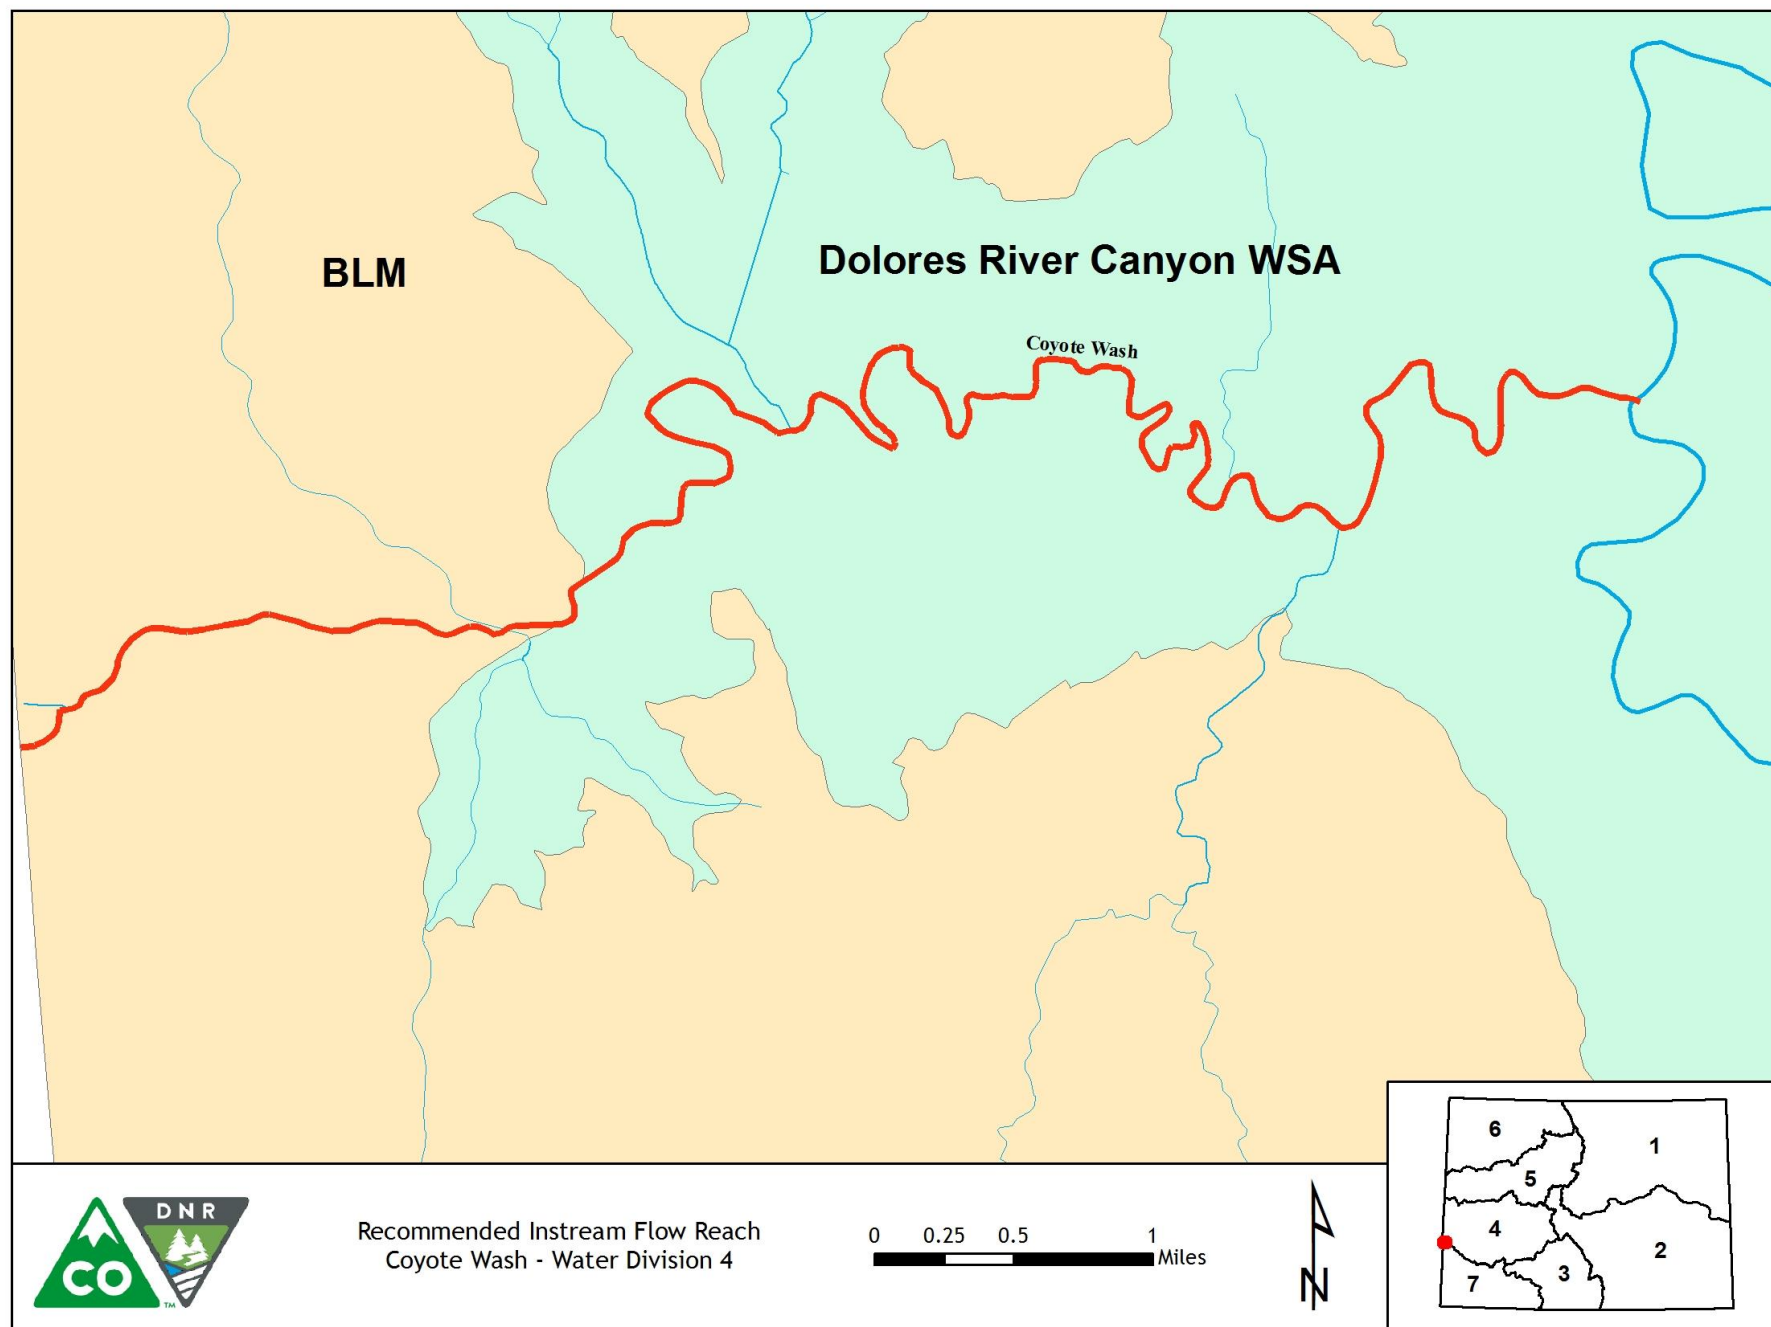 BLM
Dolores River Canyon WSA
Coyote Wash
DNR
CO
TM
Recommended Instream Flow Reach
Coyote Wash - Water Division 4
0 0.25 0.5 1
Miles
N
6
1
5
4
2
3
7